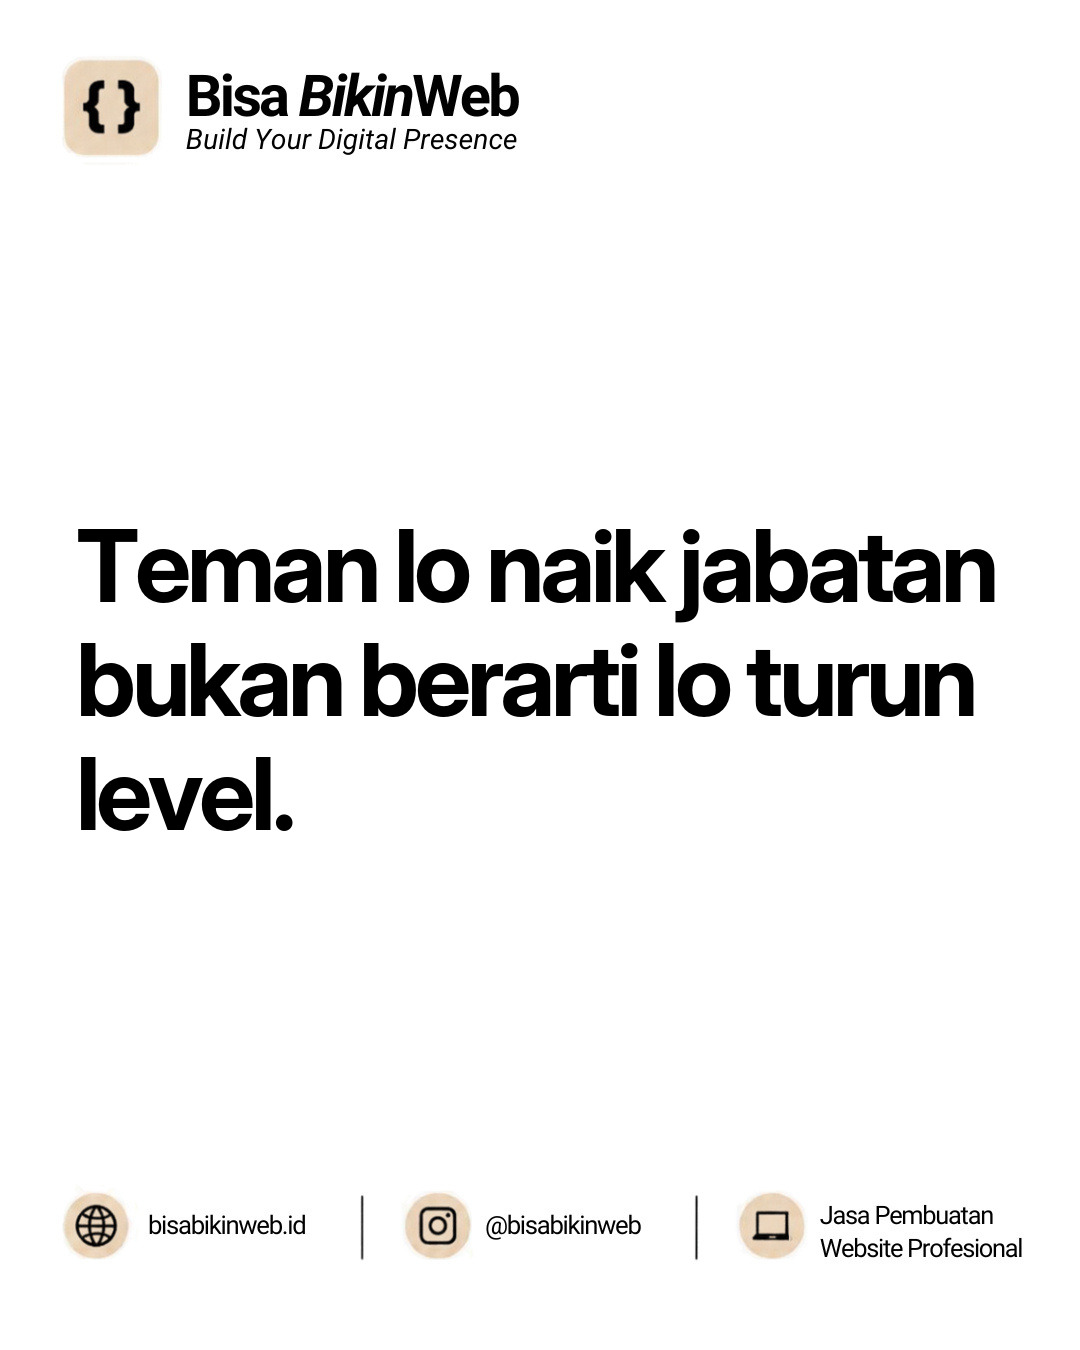 { }
Bisa BikinWeb
Build Your Digital Presence
Teman lo naik jabatan
bukan berarti lo turun
level.
bisabikinweb.id
@bisabikinweb
Jasa Pembuatan
Website Profesional